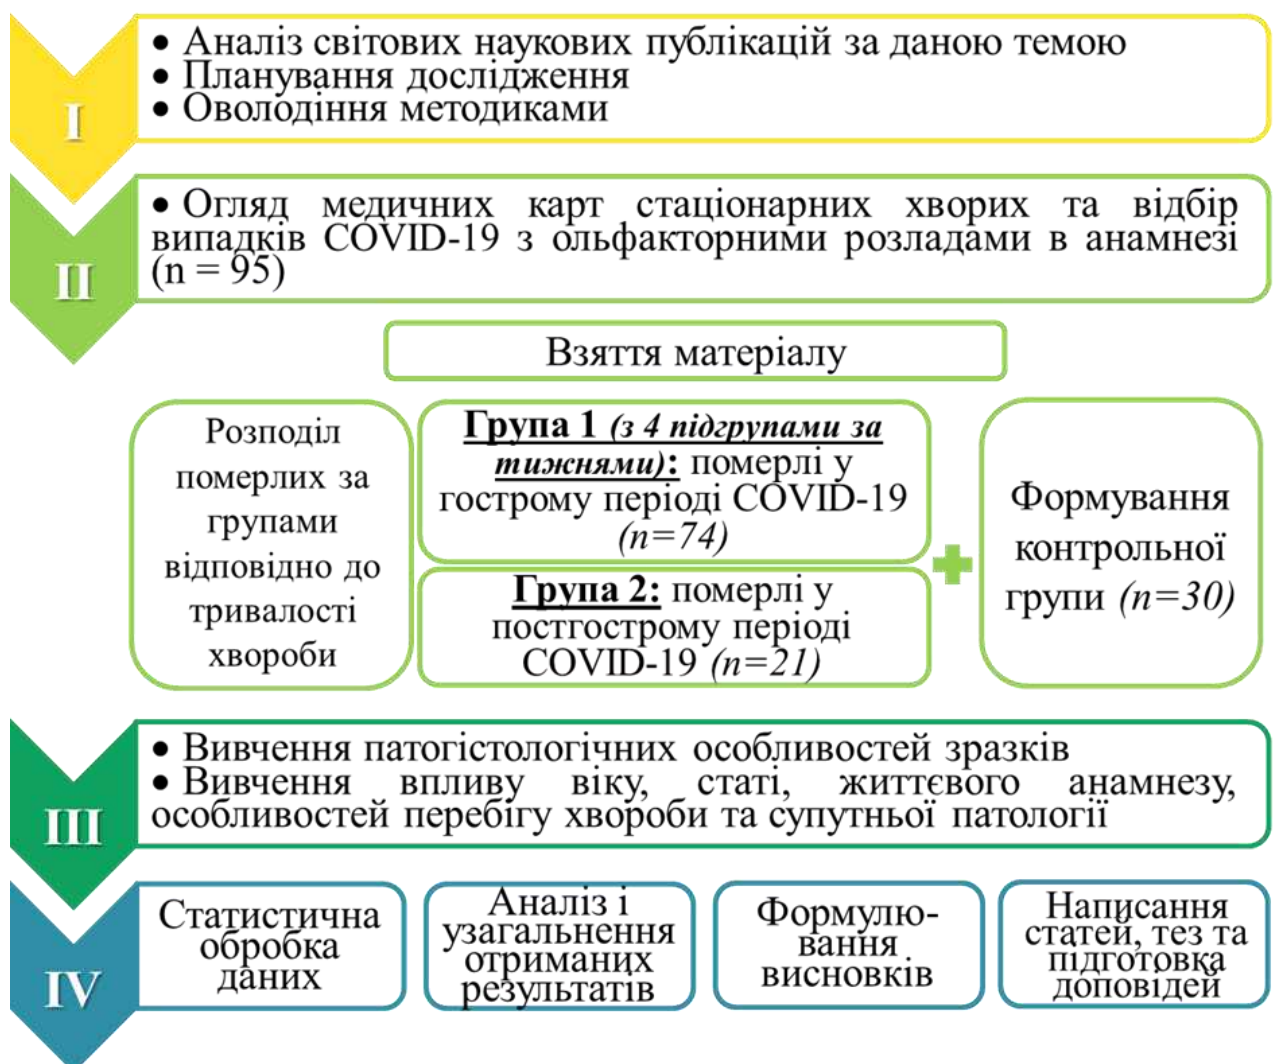 I
• Аналіз світових наукових публікацій за даною темою
• Планування дослідження
• Оволодіння методиками
II
• Огляд медичних карт стаціонарних хворих та відбір
випадків COVID-19 з ольфакторними розладами в анамнезі
(n = 95)
Взяття матеріалу
Розподіл
померлих за
групами
відповідно до
тривалості
хвороби
Група 1 (з 4 підгрупами за
тижнями): померлі у
гострому періоді COVID-19
(n=74)
Група 2: померлі у
постгострому періоді
COVID-19 (n=21)
Формування
контрольної
групи (n=30)
III
• Вивчення патогістологічних особливостей зразків
• Вивчення впливу віку, статі, життєвого анамнезу,
особливостей перебігу хвороби та супутньої патології
IV
Статистична
обробка
даних
Аналіз і
узагальнення
отриманих
результатів
Формулю-
вання
висновків
Написання
статей, тез та
підготовка
доповідей